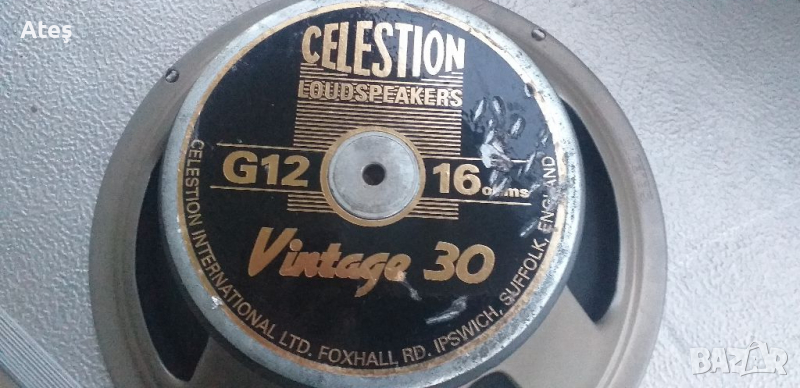 Ateş
CELESTION
LOUDSPEAKERS
G12 16 ohms
Vintage 30
CELESTION INTERNATIONAL LTD. FOXHALL RD. IPSWICH, SUFFOLK, ENGLAND
BAZAR